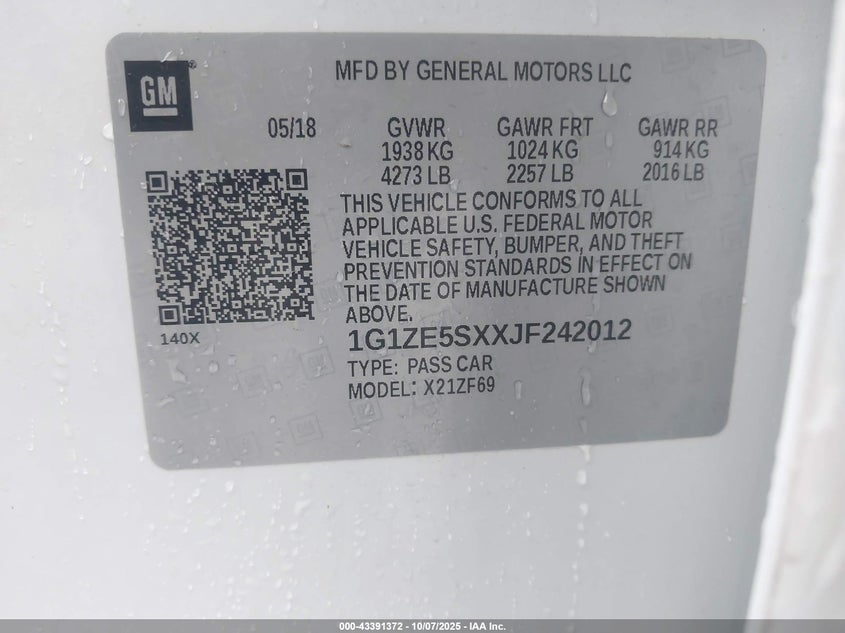 GM
MFD BY GENERAL MOTORS LLC
05/18 GVWR GAWR FRT GAWR RR
1938 KG 1024 KG 914 KG
4273 LB 2257 LB 2016 LB
THIS VEHICLE CONFORMS TO ALL
APPLICABLE U.S. FEDERAL MOTOR
VEHICLE SAFETY, BUMPER, AND THEFT
PREVENTION STANDARDS IN EFFECT ON
THE DATE OF MANUFACTURE SHOWN
ABOVE.
140X
1G1ZE5SXXJF242012
TYPE: PASS CAR
MODEL: X21ZF69
000-43391372 - 10/07/2025 - IAA Inc.